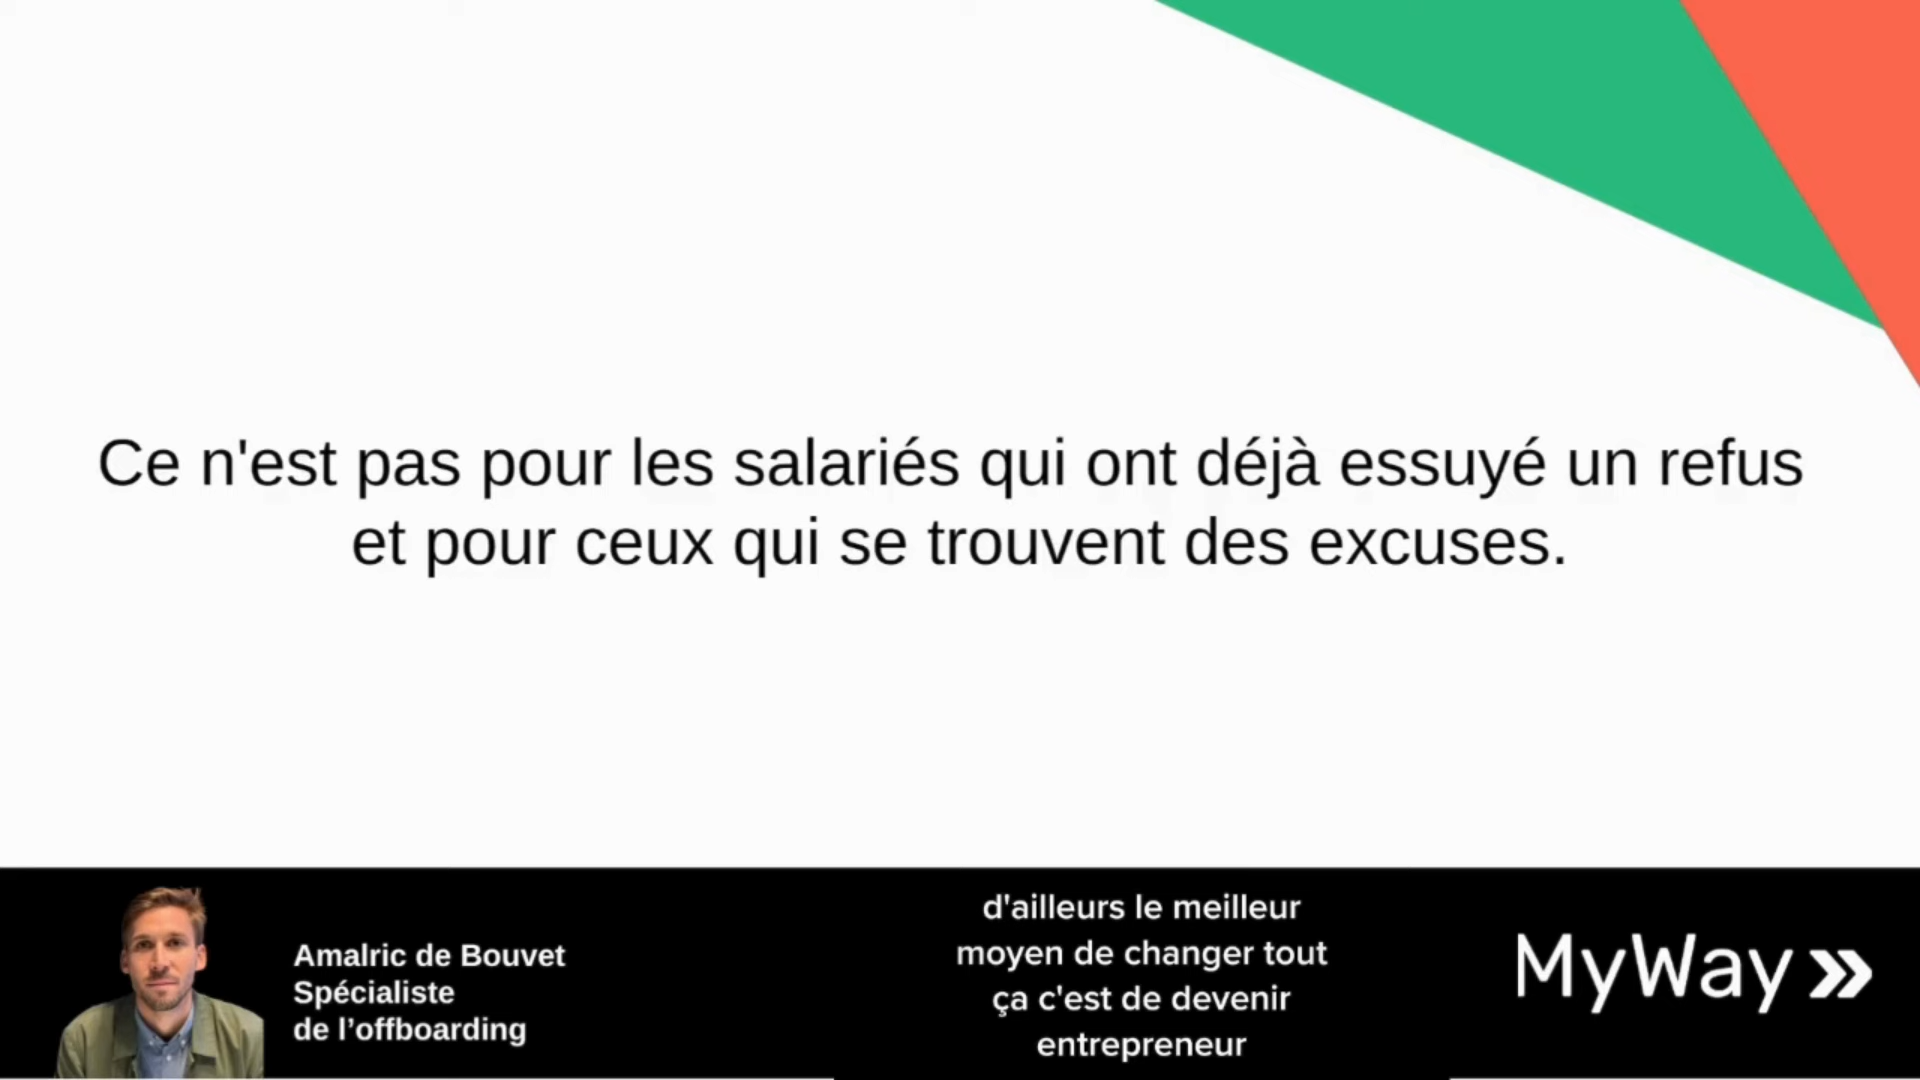 Ce n'est pas pour les salariés qui ont déjà essuyé un refus
et pour ceux qui se trouvent des excuses.
Amalric de Bouvet
Spécialiste
de l’offboarding
d'ailleurs le meilleur
moyen de changer tout
ça c'est de devenir
entrepreneur
MyWay